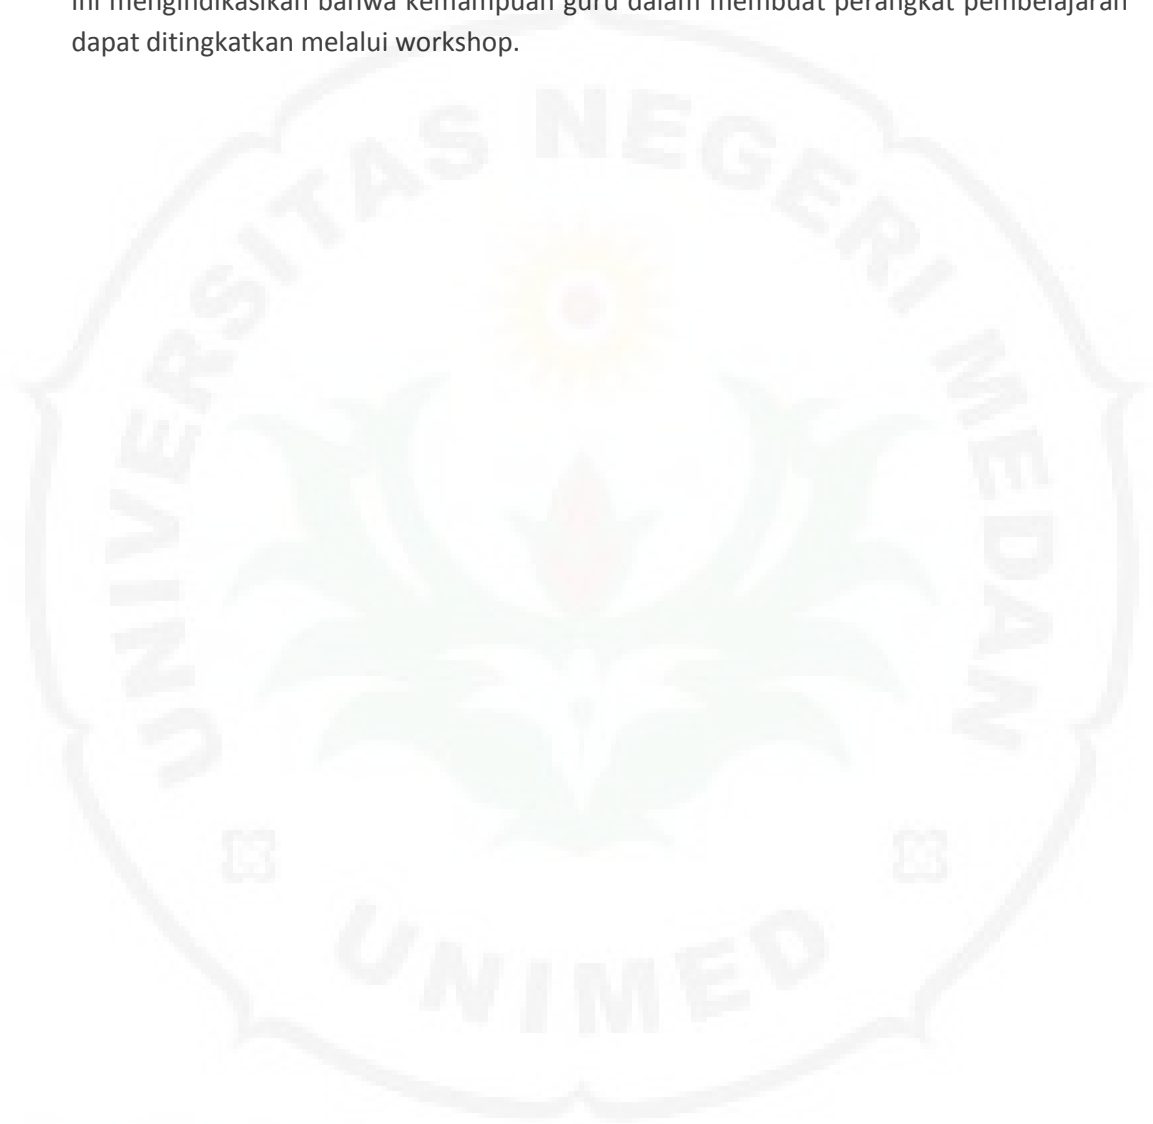 ini mengindikasikan bahwa kemampuan guru dalam membuat perangkat pembelajaran
dapat ditingkatkan melalui workshop.
UNIVERSITAS NEGERI MEDAN
UNIMED